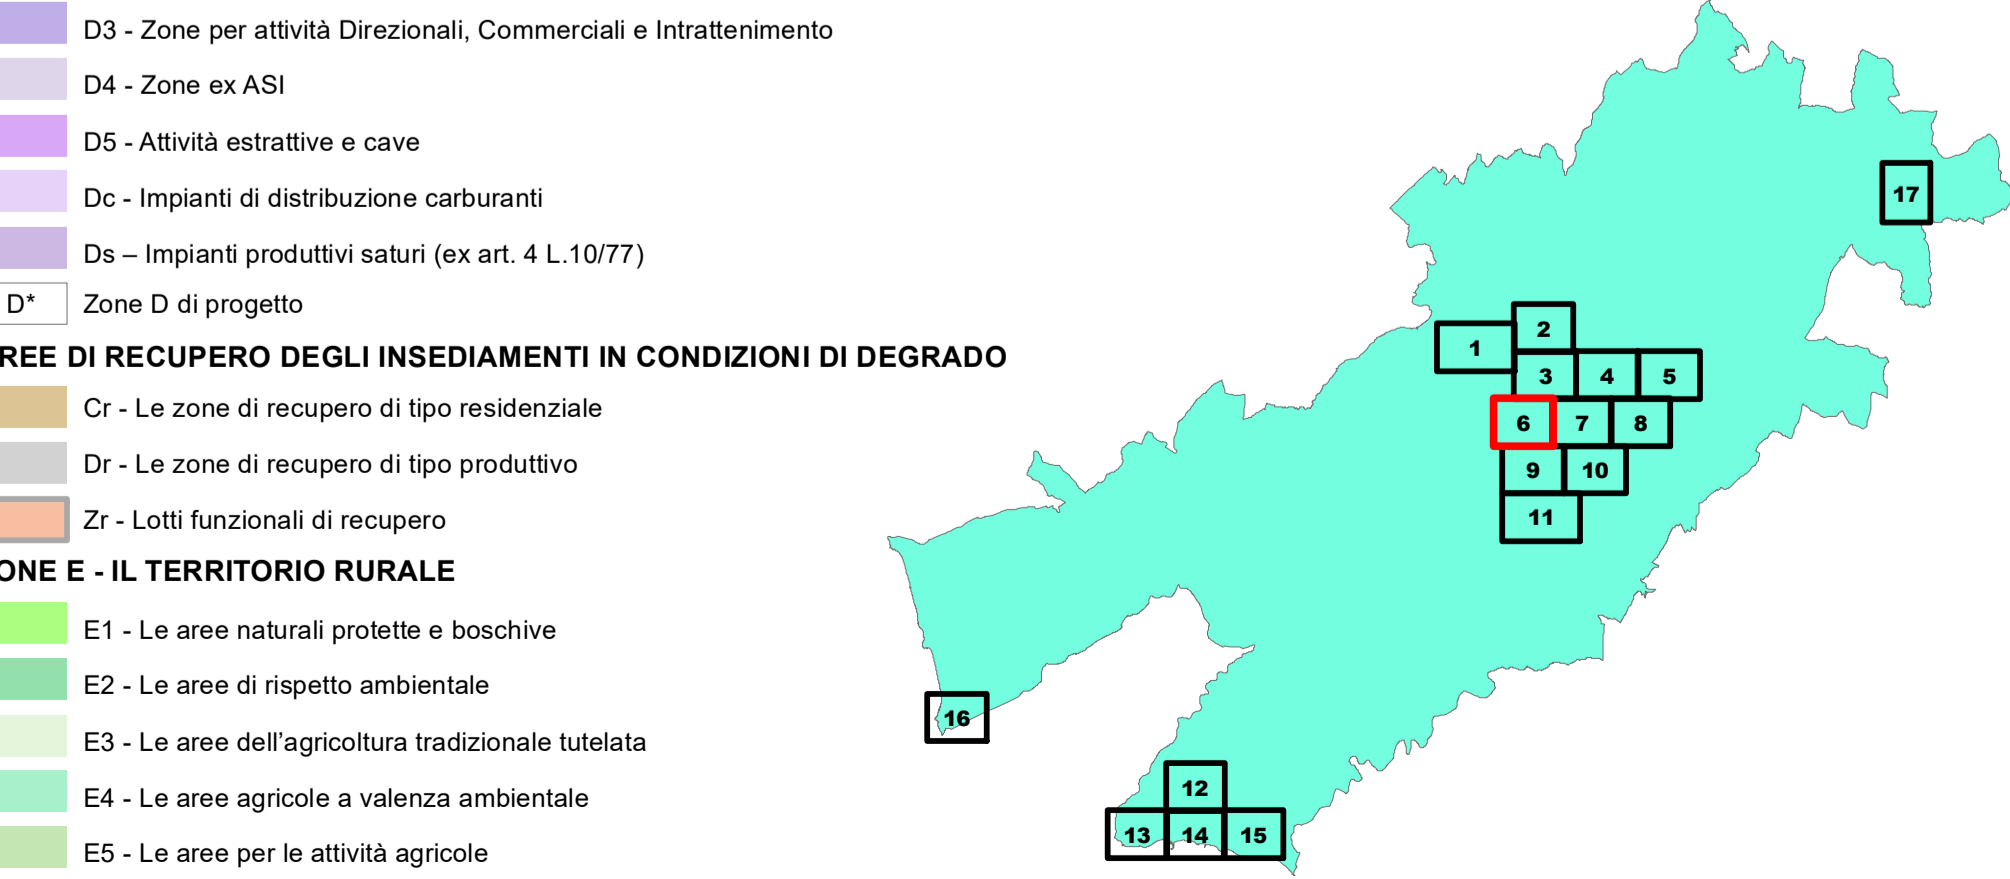 D3 - Zone per attività Direzionali, Commerciali e Intrattenimento
D4 - Zone ex ASI
D5 - Attività estrattive e cave
Dc - Impianti di distribuzione carburanti
Ds – Impianti produttivi saturi (ex art. 4 L.10/77)
D* Zone D di progetto
REE DI RECUPERO DEGLI INSEDIAMENTI IN CONDIZIONI DI DEGRADO
Cr - Le zone di recupero di tipo residenziale
Dr - Le zone di recupero di tipo produttivo
Zr - Lotti funzionali di recupero
ONE E - IL TERRITORIO RURALE
E1 - Le aree naturali protette e boschive
E2 - Le aree di rispetto ambientale
E3 - Le aree dell’agricoltura tradizionale tutelata
E4 - Le aree agricole a valenza ambientale
E5 - Le aree per le attività agricole
17
2
1
3 4 5
6 7 8
9 10
11
16
12
13 14 15